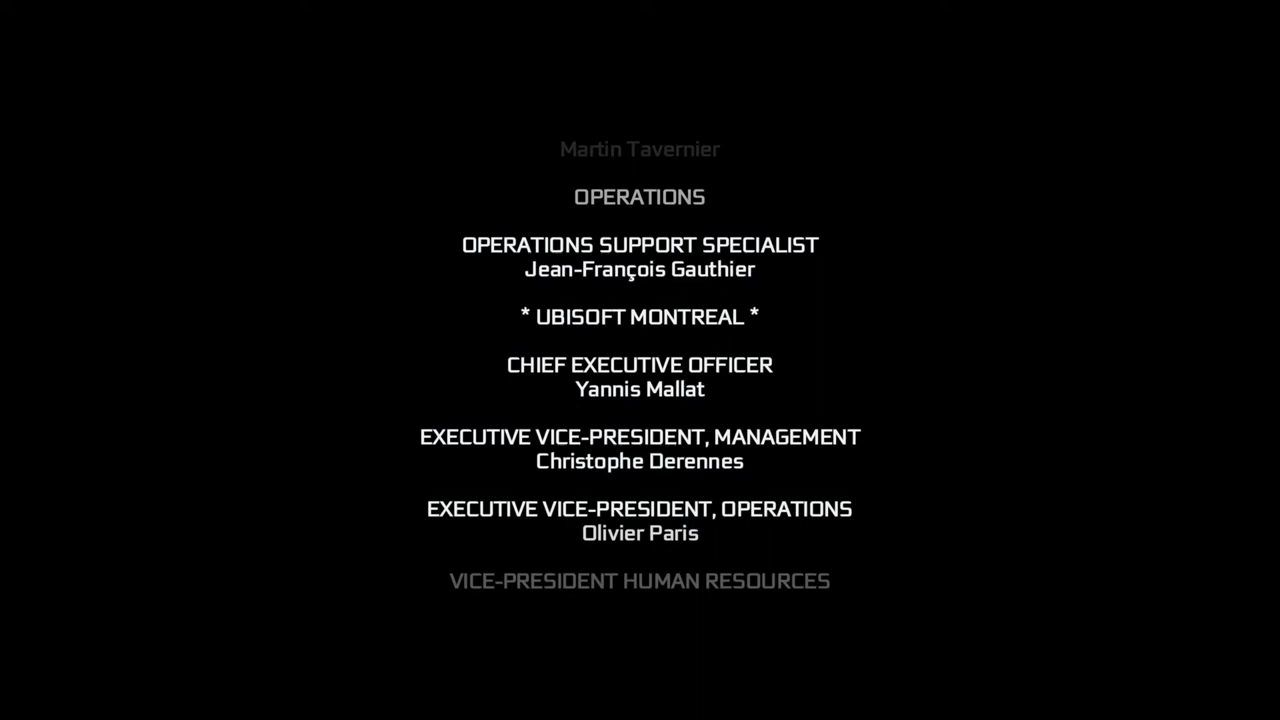 Martin Tavernier
OPERATIONS
OPERATIONS SUPPORT SPECIALIST
Jean-François Gauthier
* UBISOFT MONTREAL *
CHIEF EXECUTIVE OFFICER
Yannis Mallat
EXECUTIVE VICE-PRESIDENT, MANAGEMENT
Christophe Derennes
EXECUTIVE VICE-PRESIDENT, OPERATIONS
Olivier Paris
VICE-PRESIDENT HUMAN RESOURCES